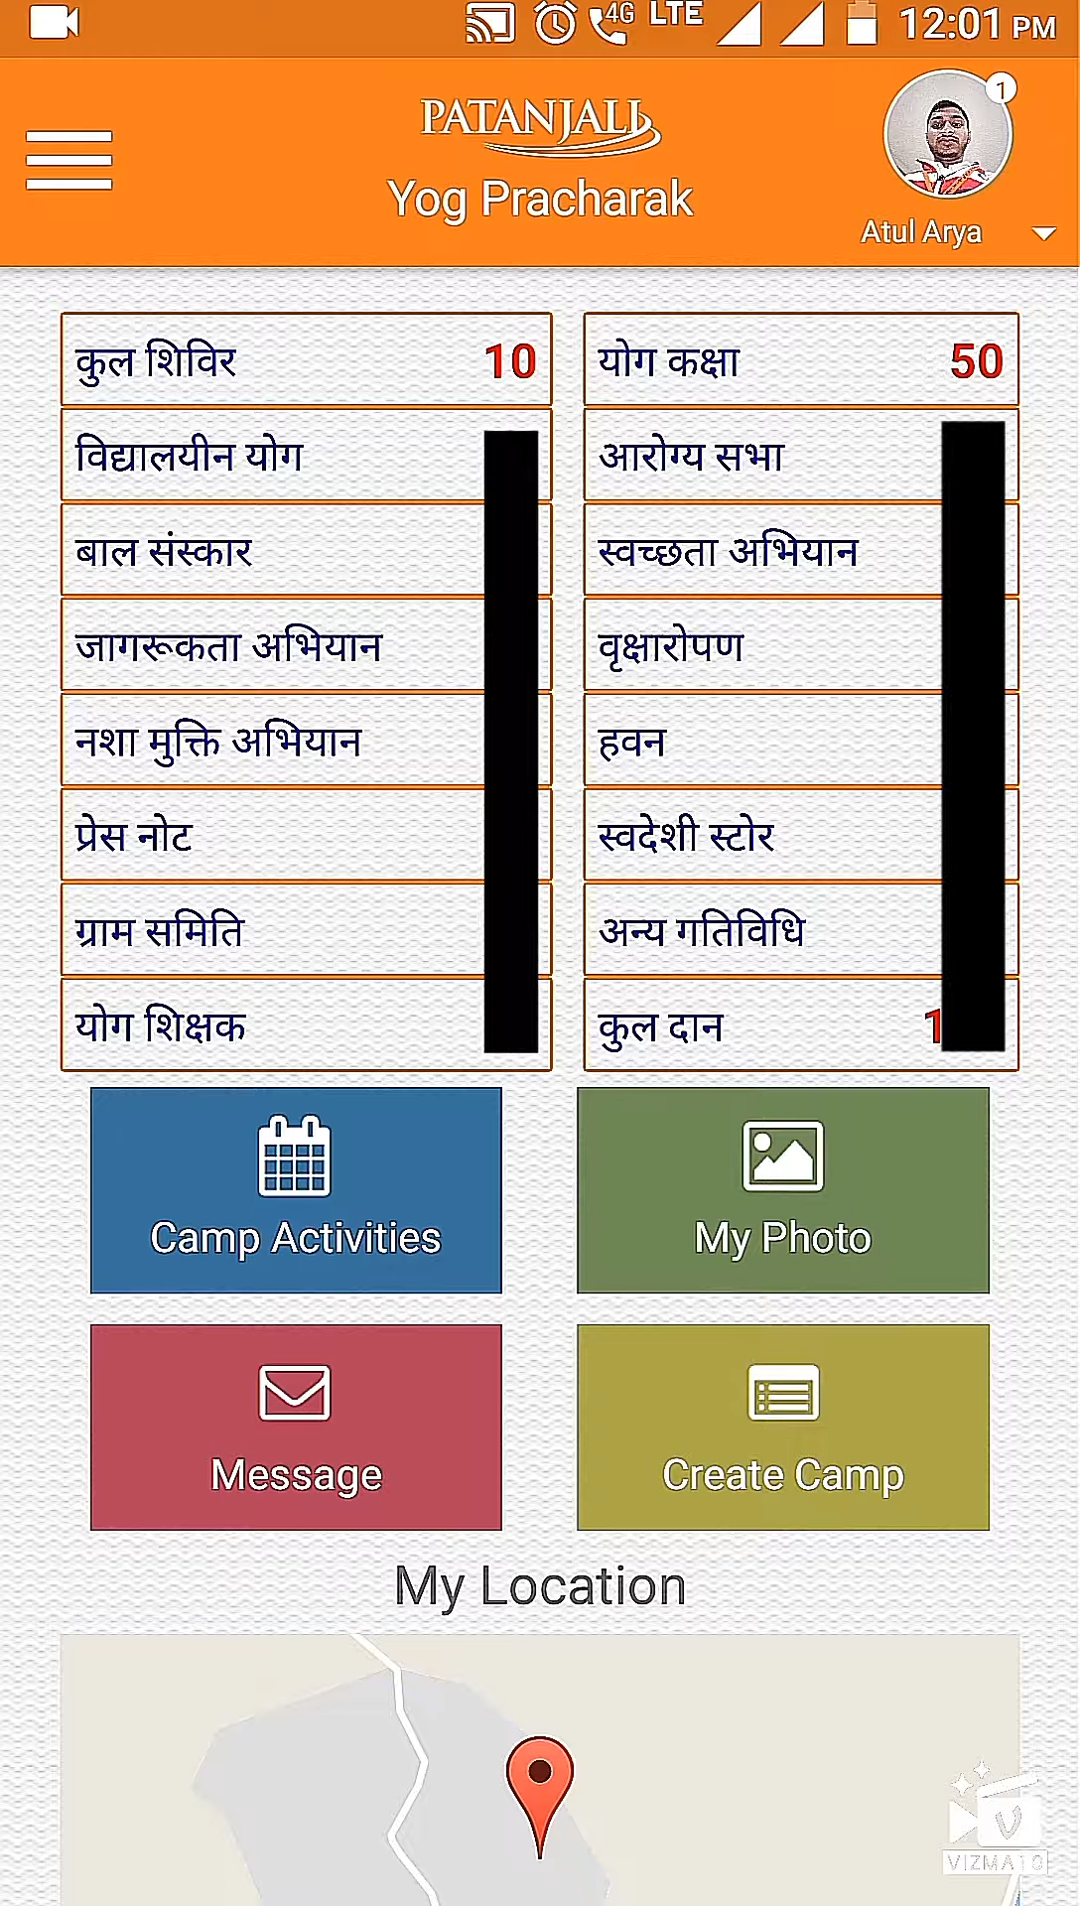 4G LTE 12:01 PM
PATANJALI
1
Yog Pracharak
Atul Arya
कुल शिविर 10
योग कक्षा 50
विद्यालयीन योग
आरोग्य सभा
बाल संस्कार
स्वच्छता अभियान
जागरूकता अभियान
वृक्षारोपण
नशा मुक्ति अभियान
हवन
प्रेस नोट
स्वदेशी स्टोर
ग्राम समिति
अन्य गतिविधि
योग शिक्षक
कुल दान 1
Camp Activities
My Photo
Message
Create Camp
My Location
VIZMATO